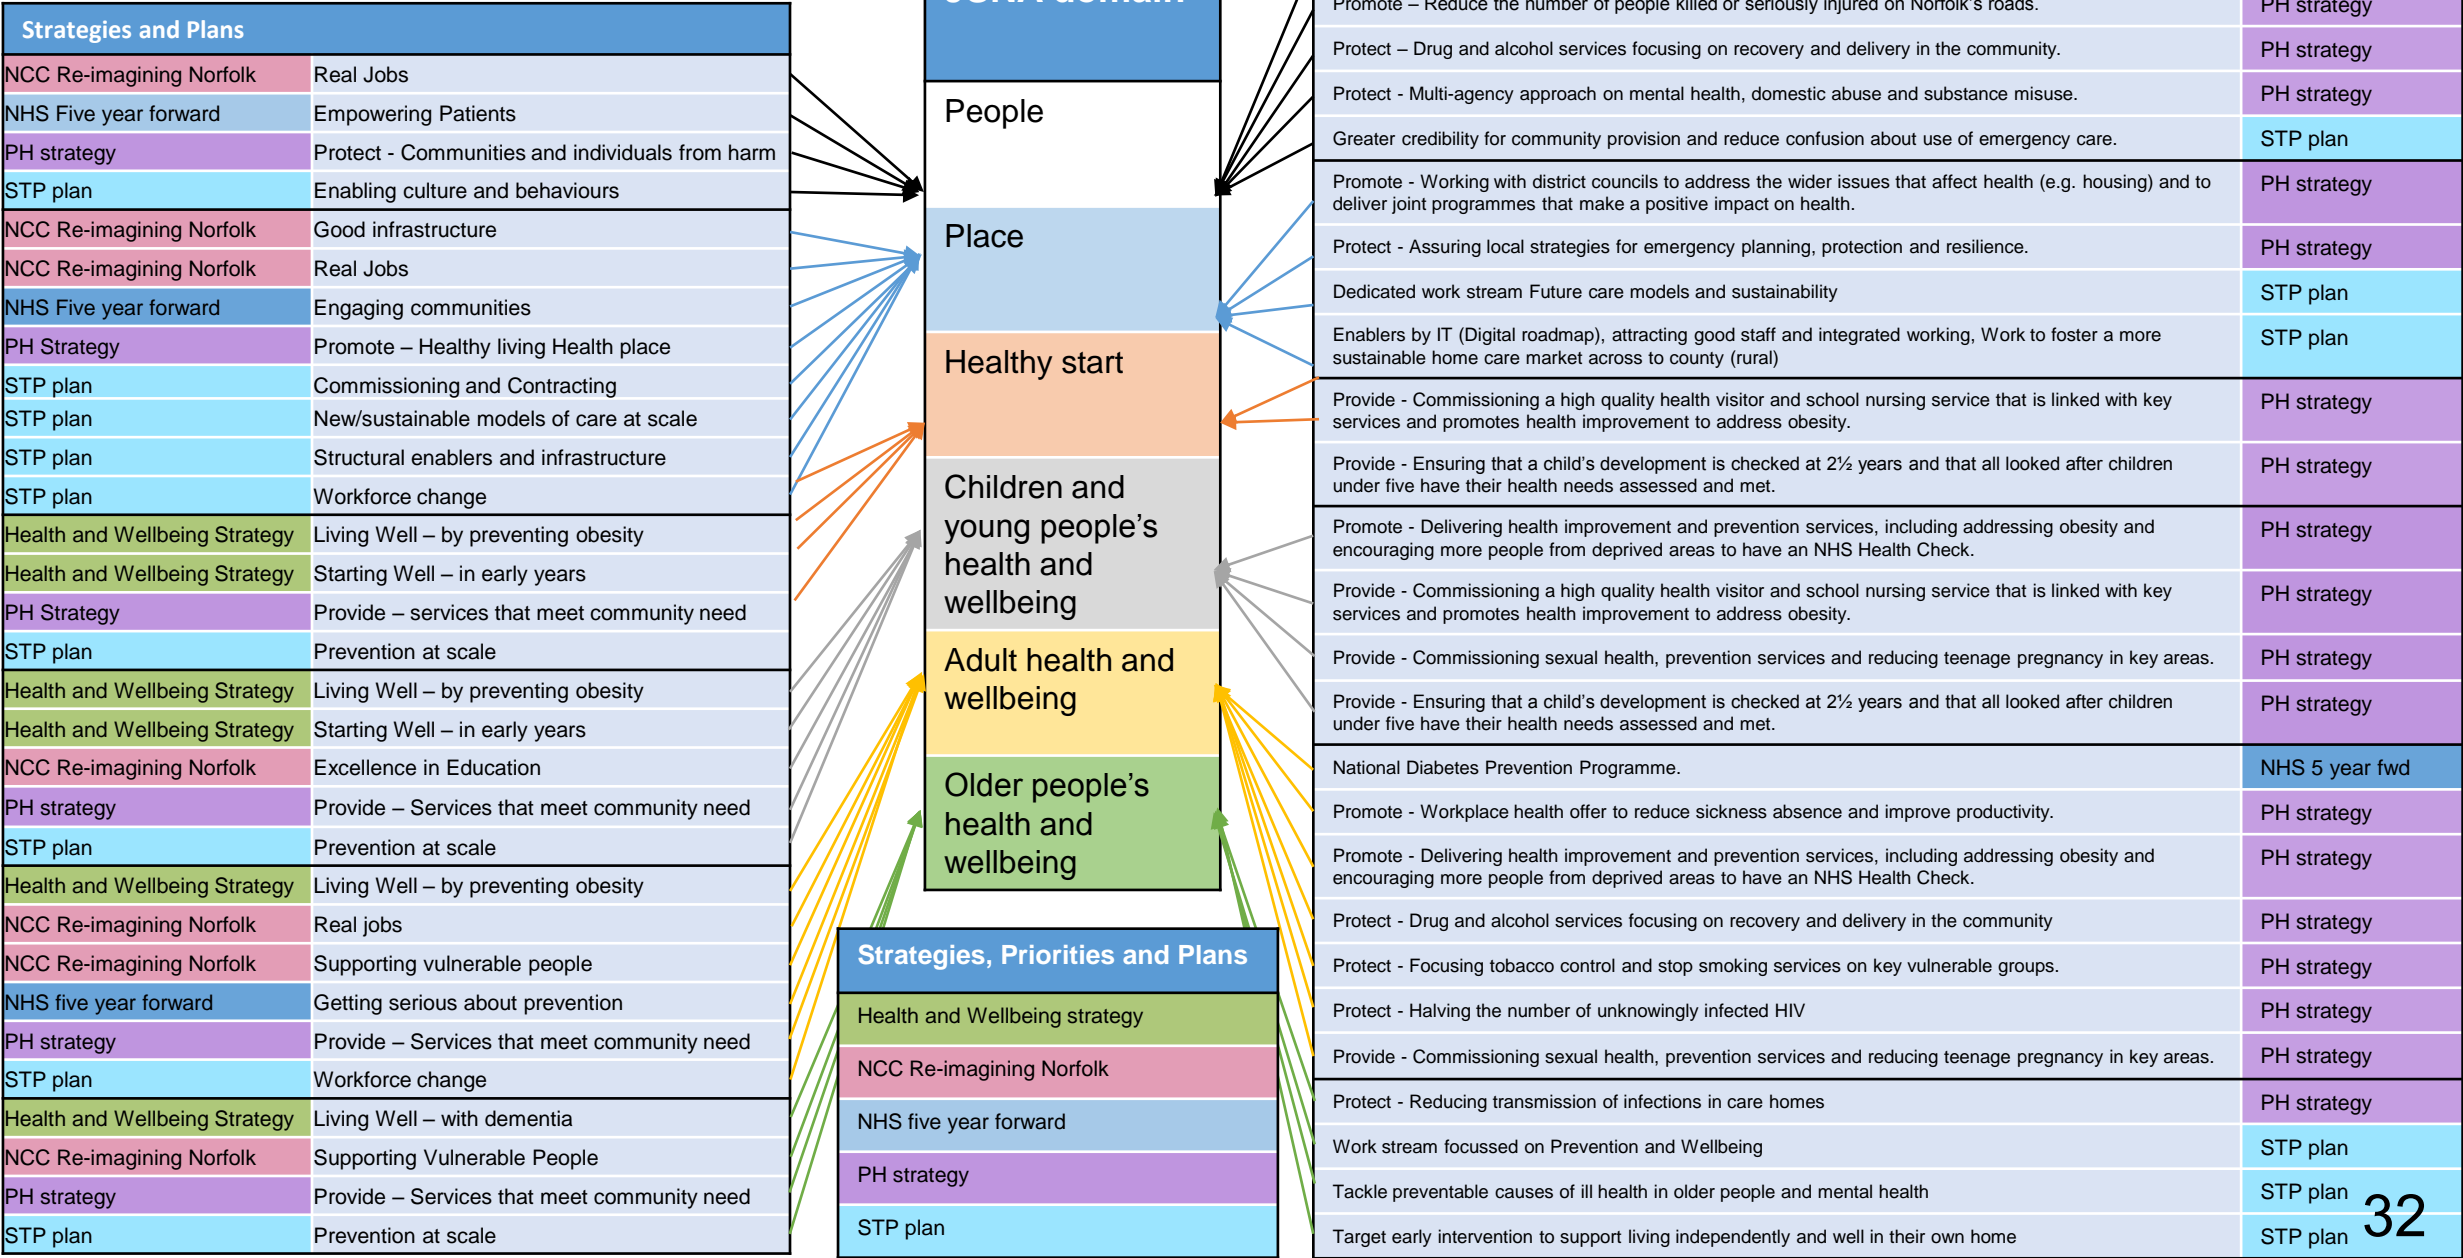 Strategies and Plans
NCC Re-imagining Norfolk Real Jobs
NHS Five year forward Empowering Patients
PH strategy Protect - Communities and individuals from harm
STP plan Enabling culture and behaviours
NCC Re-imagining Norfolk Good infrastructure
NCC Re-imagining Norfolk Real Jobs
NHS Five year forward Engaging communities
PH Strategy Promote – Healthy living Health place
STP plan Commissioning and Contracting
STP plan New/sustainable models of care at scale
STP plan Structural enablers and infrastructure
STP plan Workforce change
Health and Wellbeing Strategy Living Well – by preventing obesity
Health and Wellbeing Strategy Starting Well – in early years
PH Strategy Provide – services that meet community need
STP plan Prevention at scale
Health and Wellbeing Strategy Living Well – by preventing obesity
Health and Wellbeing Strategy Starting Well – in early years
NCC Re-imagining Norfolk Excellence in Education
PH strategy Provide – Services that meet community need
STP plan Prevention at scale
Health and Wellbeing Strategy Living Well – by preventing obesity
NCC Re-imagining Norfolk Real jobs
NCC Re-imagining Norfolk Supporting vulnerable people
NHS five year forward Getting serious about prevention
PH strategy Provide – Services that meet community need
STP plan Workforce change
Health and Wellbeing Strategy Living Well – with dementia
NCC Re-imagining Norfolk Supporting Vulnerable People
PH strategy Provide – Services that meet community need
STP plan Prevention at scale
JSNA domain
People
Place
Healthy start
Children and
young people's
health and
wellbeing
Adult health and
wellbeing
Older people's
health and
wellbeing
Strategies, Priorities and Plans
Health and Wellbeing strategy
NCC Re-imagining Norfolk
NHS five year forward
PH strategy
STP plan
Promote – Reduce the number of people killed or seriously injured on Norfolk's roads. PH strategy
Protect – Drug and alcohol services focusing on recovery and delivery in the community. PH strategy
Protect - Multi-agency approach on mental health, domestic abuse and substance misuse. PH strategy
Greater credibility for community provision and reduce confusion about use of emergency care. STP plan
Promote - Working with district councils to address the wider issues that affect health (e.g. housing) and to PH strategy
deliver joint programmes that make a positive impact on health.
Protect - Assuring local strategies for emergency planning, protection and resilience. PH strategy
Dedicated work stream Future care models and sustainability STP plan
Enablers by IT (Digital roadmap), attracting good staff and integrated working, Work to foster a more STP plan
sustainable home care market across to county (rural)
Provide - Commissioning a high quality health visitor and school nursing service that is linked with key PH strategy
services and promotes health improvement to address obesity.
Provide - Ensuring that a child's development is checked at 2½ years and that all looked after children PH strategy
under five have their health needs assessed and met.
Promote - Delivering health improvement and prevention services, including addressing obesity and PH strategy
encouraging more people from deprived areas to have an NHS Health Check.
Provide - Commissioning a high quality health visitor and school nursing service that is linked with key PH strategy
services and promotes health improvement to address obesity.
Provide - Commissioning sexual health, prevention services and reducing teenage pregnancy in key areas. PH strategy
Provide - Ensuring that a child's development is checked at 2½ years and that all looked after children PH strategy
under five have their health needs assessed and met.
National Diabetes Prevention Programme. NHS 5 year fwd
Promote - Workplace health offer to reduce sickness absence and improve productivity. PH strategy
Promote - Delivering health improvement and prevention services, including addressing obesity and PH strategy
encouraging more people from deprived areas to have an NHS Health Check.
Protect - Drug and alcohol services focusing on recovery and delivery in the community PH strategy
Protect - Focusing tobacco control and stop smoking services on key vulnerable groups. PH strategy
Protect - Halving the number of unknowingly infected HIV PH strategy
Provide - Commissioning sexual health, prevention services and reducing teenage pregnancy in key areas. PH strategy
Protect - Reducing transmission of infections in care homes PH strategy
Work stream focussed on Prevention and Wellbeing STP plan
Tackle preventable causes of ill health in older people and mental health STP plan
Target early intervention to support living independently and well in their own home STP plan
32